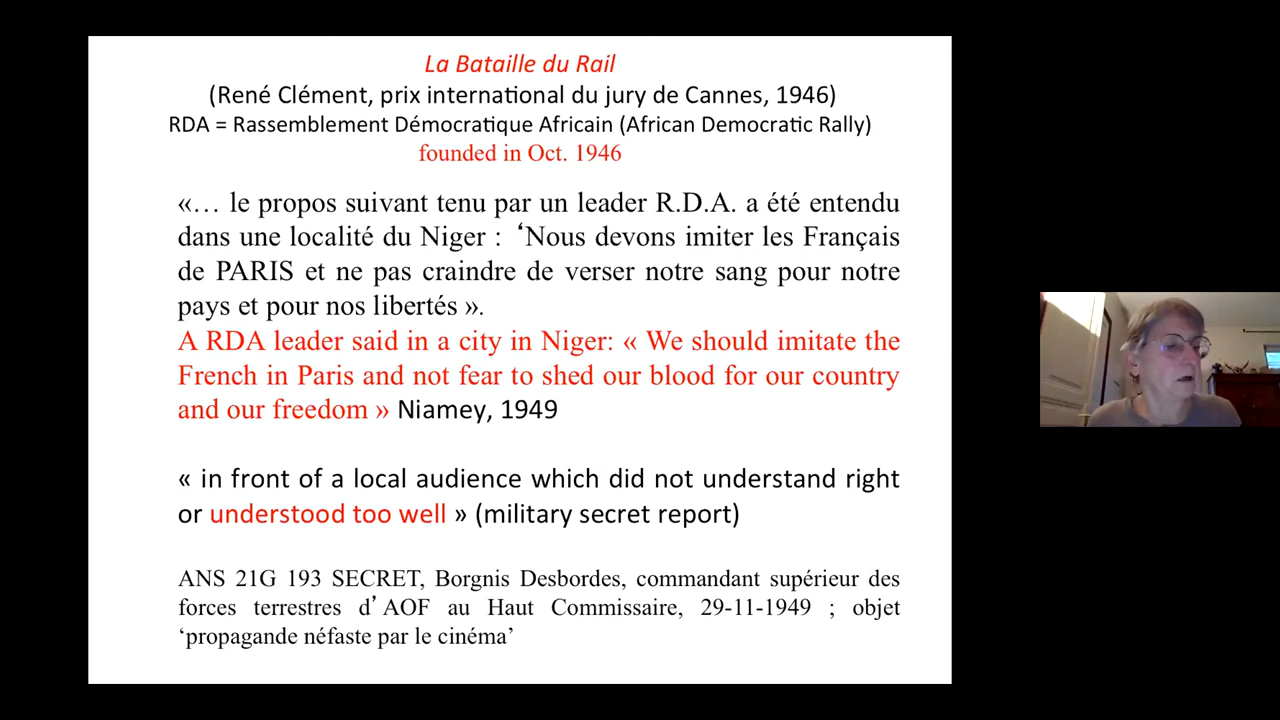 La Bataille du Rail
(René Clément, prix international du jury de Cannes, 1946)
RDA = Rassemblement Démocratique Africain (African Democratic Rally)
founded in Oct. 1946
«… le propos suivant tenu par un leader R.D.A. a été entendu
dans une localité du Niger : ‘Nous devons imiter les Français
de PARIS et ne pas craindre de verser notre sang pour notre
pays et pour nos libertés ».
A RDA leader said in a city in Niger: « We should imitate the
French in Paris and not fear to shed our blood for our country
and our freedom » Niamey, 1949
« in front of a local audience which did not understand right
or understood too well » (military secret report)
ANS 21G 193 SECRET, Borgnis Desbordes, commandant supérieur des
forces terrestres d’AOF au Haut Commissaire, 29-11-1949 ; objet
‘propagande néfaste par le cinéma’